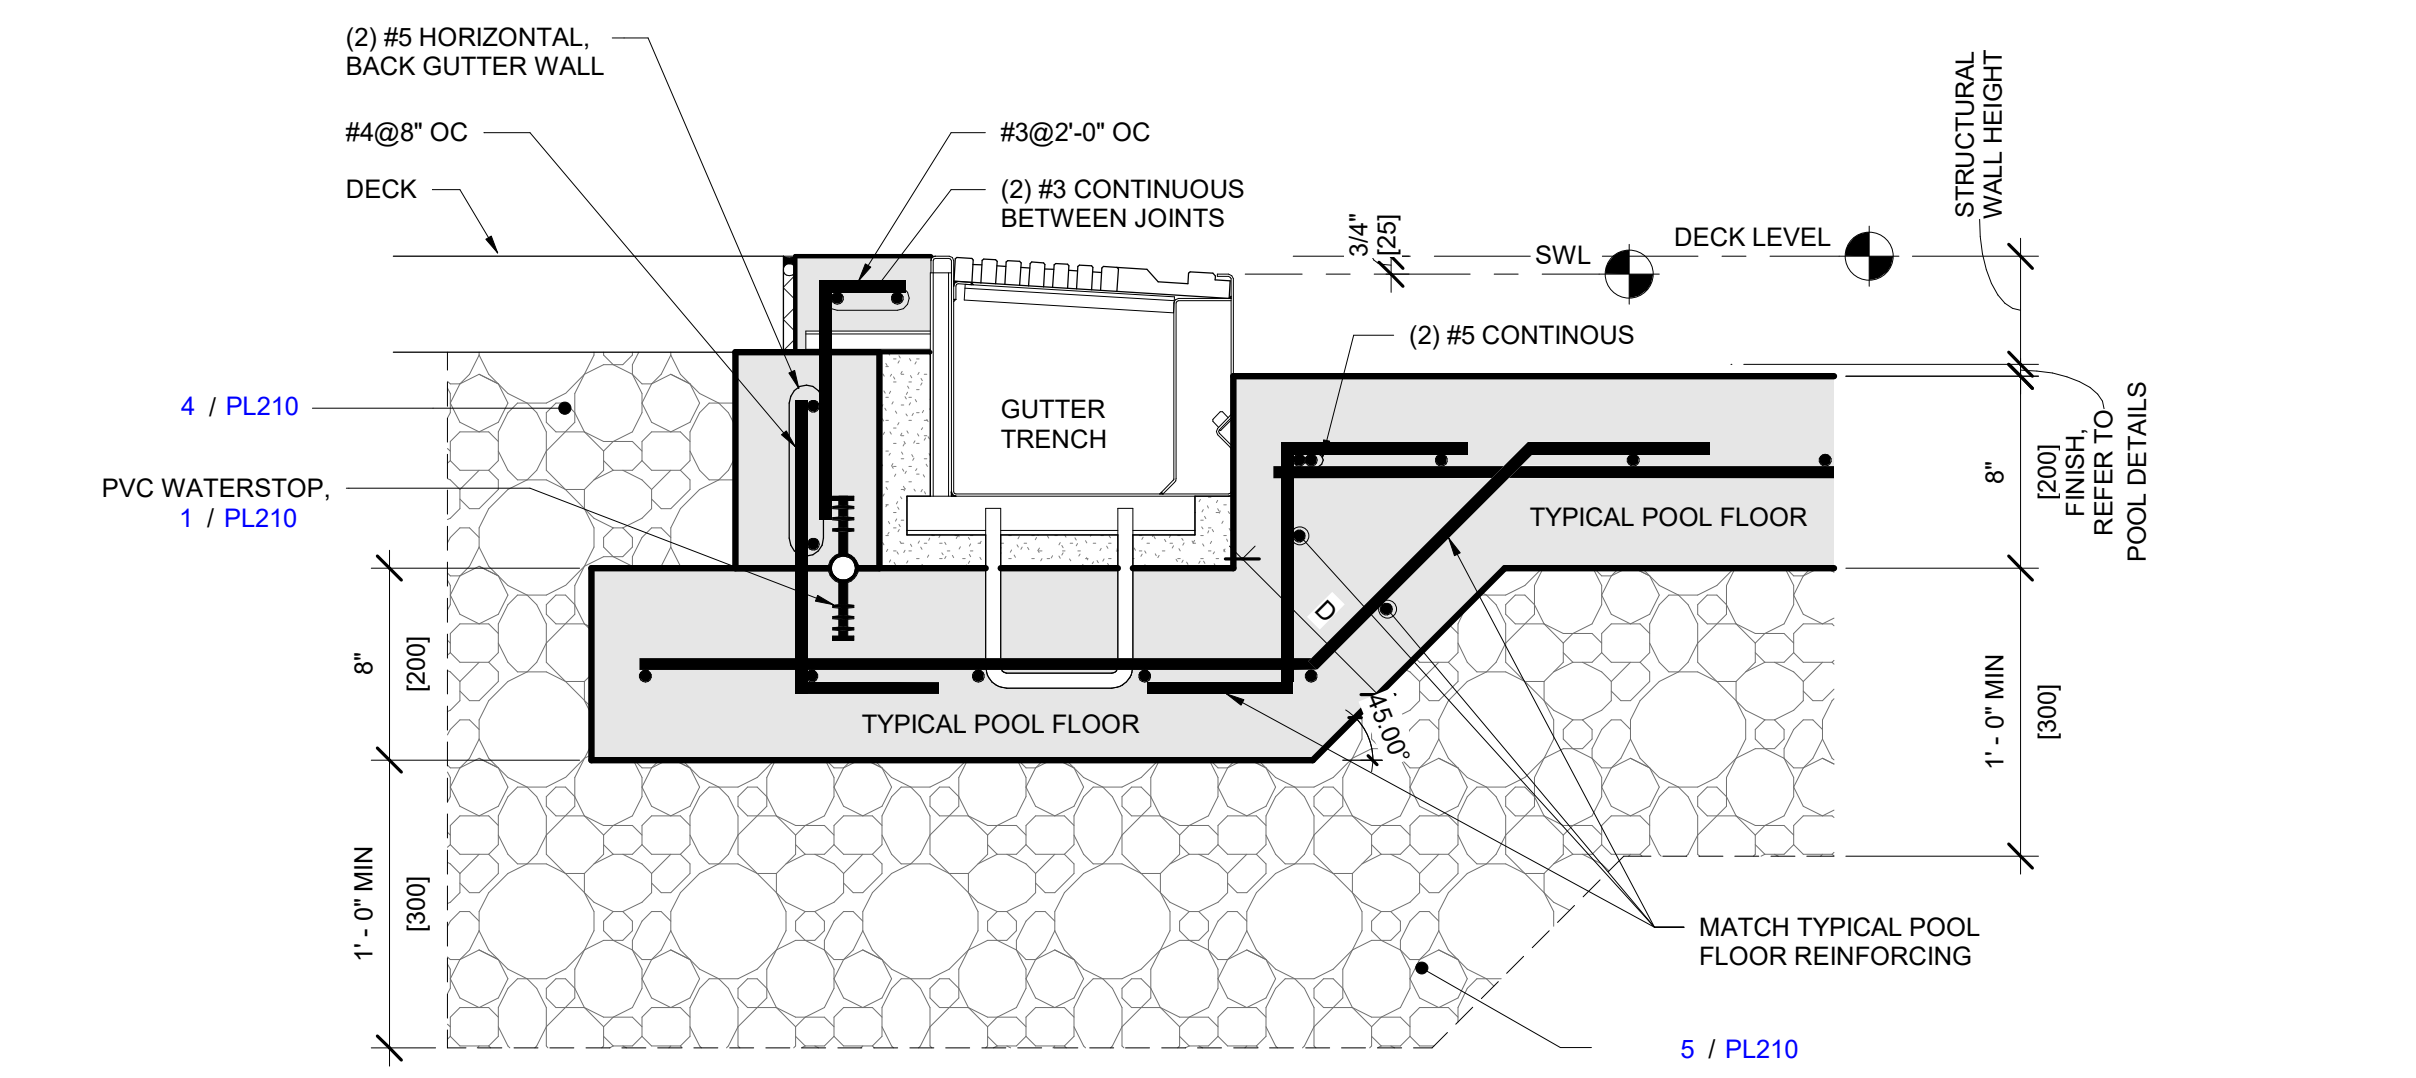 (2) #5 HORIZONTAL,
BACK GUTTER WALL
#4@8" OC
DECK
#3@2'-0" OC
(2) #3 CONTINUOUS
BETWEEN JOINTS
3/4"
[25]
SWL
DECK LEVEL
STRUCTURAL
WALL HEIGHT
(2) #5 CONTINOUS
4 / PL210
GUTTER
TRENCH
PVC WATERSTOP,
1 / PL210
TYPICAL POOL FLOOR
8"
[200]
FINISH,
REFER TO
POOL DETAILS
D
8"
[200]
TYPICAL POOL FLOOR
45.00°
1' - 0" MIN
[300]
1' - 0" MIN
[300]
MATCH TYPICAL POOL
FLOOR REINFORCING
5 / PL210